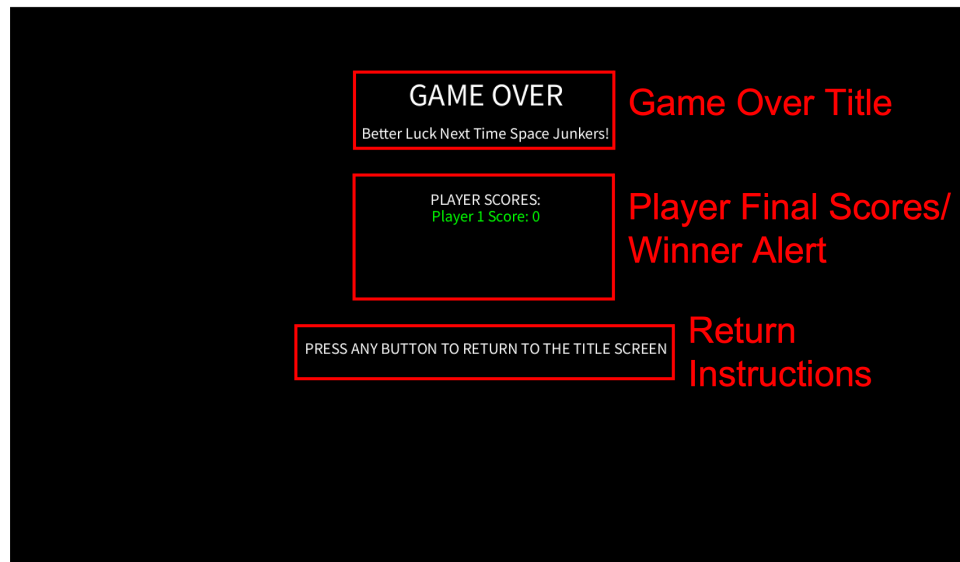 GAME OVER
Better Luck Next Time Space Junkers!
Game Over Title
PLAYER SCORES:
Player 1 Score: 0
Player Final Scores/
Winner Alert
PRESS ANY BUTTON TO RETURN TO THE TITLE SCREEN
Return
Instructions